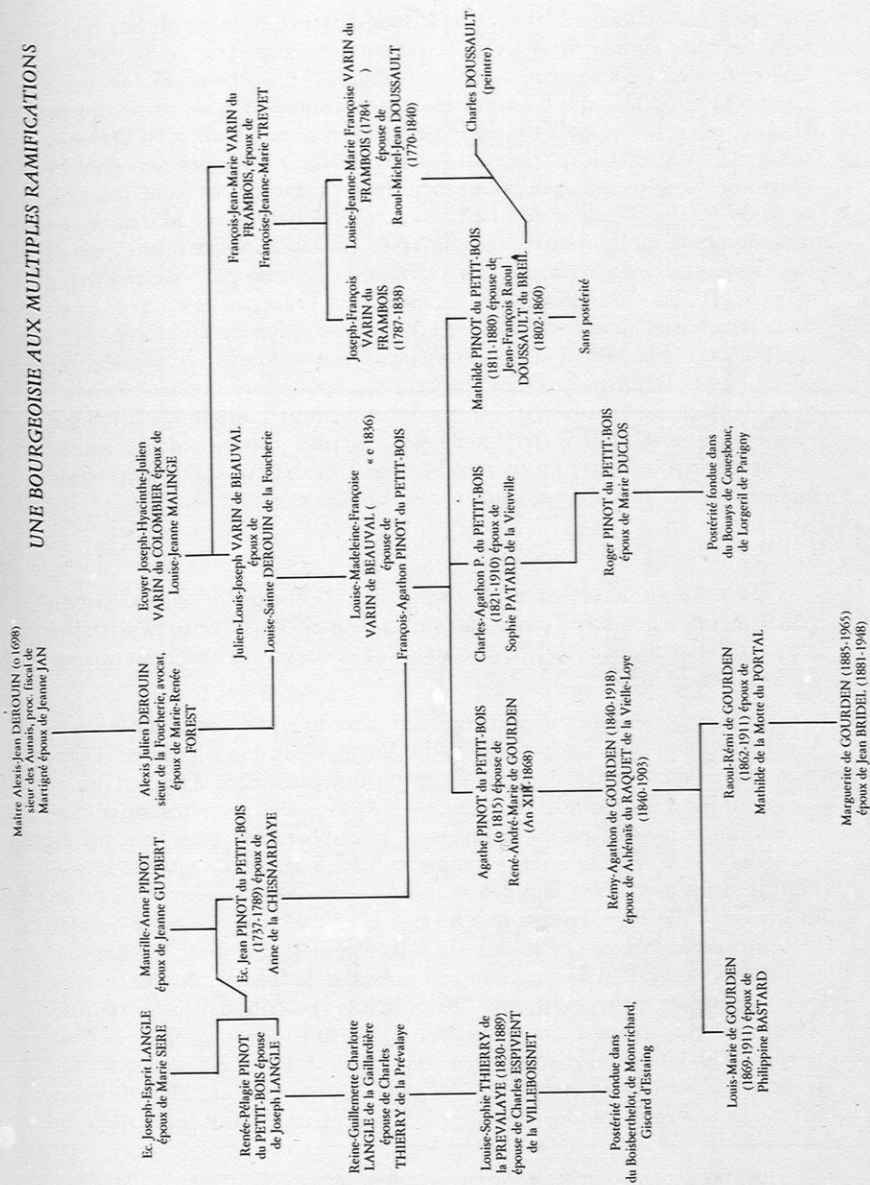 UNE BOURGEOISIE AUX MULTIPLES RAMIFICATIONS
Maître Alexis-Jean DEROUIN (o 1698)
sieur des Aunais, proc. fiscal de
Martigné époux de Jeanne JAN
Ec. Joseph-Esprit LANGLE
époux de Marie SERE
Maurille-Anne PINOT
époux de Jeanne GUYBERT
Alexis Julien DEROUIN
sieur de la Foucherie, avocat,
époux de Marie-Renée
FOREST
Ecuyer Joseph-Hyacinthe-Julien
VARIN du COLOMBIER époux de
Louise-Jeanne MALINGE
Renée-Pélagie PINOT
du PETIT-BOIS épouse
de Joseph LANGLE
Ec. Jean PINOT du PETIT-BOIS
(1737-1789) époux de
Anne de la CHESNARDAYE
Julien-Louis-Joseph VARIN de BEAUVAL
époux de
Louise-Sainte DEROUIN de la Foucherie
François-Jean-Marie VARIN du
FRAMBOIS, époux de
Françoise-Jeanne-Marie TREVET
Reine-Guillemette Charlotte
LANGLE de la Gaillardière
épouse de Charles
THIERRY de la Prévalaye
Louise-Madeleine-Françoise
VARIN de BEAUVAL ( « e 1836)
épouse de
François-Agathon PINOT du PETIT-BOIS
Joseph-François
VARIN du
FRAMBOIS
(1787-1838)
Louise-Jeanne-Marie Françoise VARIN du
FRAMBOIS (1784- )
épouse de
Raoul-Michel-Jean DOUSSAULT
(1770-1840)
Louise-Sophie THIERRY de
la PREVALAYE (1830-1889)
épouse de Charles ESPIVENT
de la VILLEBOISNET
Agathe PINOT du PETIT-BOIS
(o 1815) épouse de
René-André-Marie de GOURDEN
(An XIII-1868)
Charles-Agathon P. du PETIT-BOIS
(1821-1910) époux de
Sophie PATARD de la Vieuville
Mathilde PINOT du PETIT-BOIS
(1811-1880) épouse de
Jean-François Raoul
DOUSSAULT du BREIL
(1802-1860)
Charles DOUSSAULT
(peintre)
Postérité fondue dans
du Boisberthelot, de Montrichard,
Giscard d'Estaing
Rémy-Agathon de GOURDEN (1840-1918)
époux de Athénaïs du RAQUET de la Vielle-Loye
(1840-1903)
Roger PINOT du PETIT-BOIS
époux de Marie DUCLOS
Sans postérité
Louis-Marie de GOURDEN
(1869-1911) époux de
Philippine BASTARD
Raoul-Rémi de GOURDEN
(1862-1911) époux de
Mathilde de la Motte du PORTAL
Postérité fondue dans
du Bouays de Couesbouc,
de Lorgeril de Parigny
Marguerite de GOURDEN (1885-1965)
épouse de Jean BRIDEL (1881-1948)